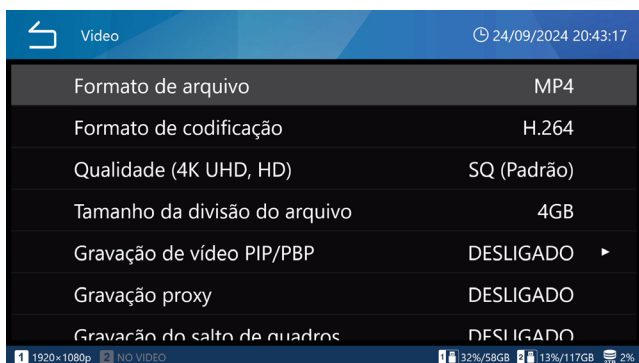 Video 24/09/2024 20:43:17
Formato de arquivo MP4
Formato de codificação H.264
Qualidade (4K UHD, HD) SQ (Padrão)
Tamanho da divisão do arquivo 4GB
Gravação de vídeo PIP/PBP DESLIGADO
Gravação proxy DESLIGADO
Gravação do salto de quadros DESLIGADO
1 1920×1080p 2 NO VIDEO 1 32%/58GB 2 13%/117GB 2%